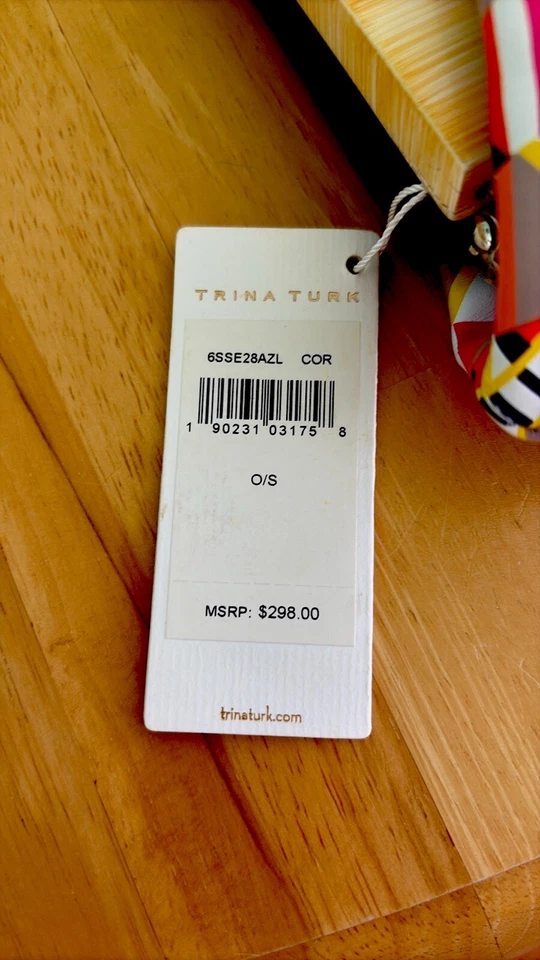 TRINA TURK
6SSE28AZL COR
1 90231 03175 8
O/S
MSRP: $298.00
trinaturk.com